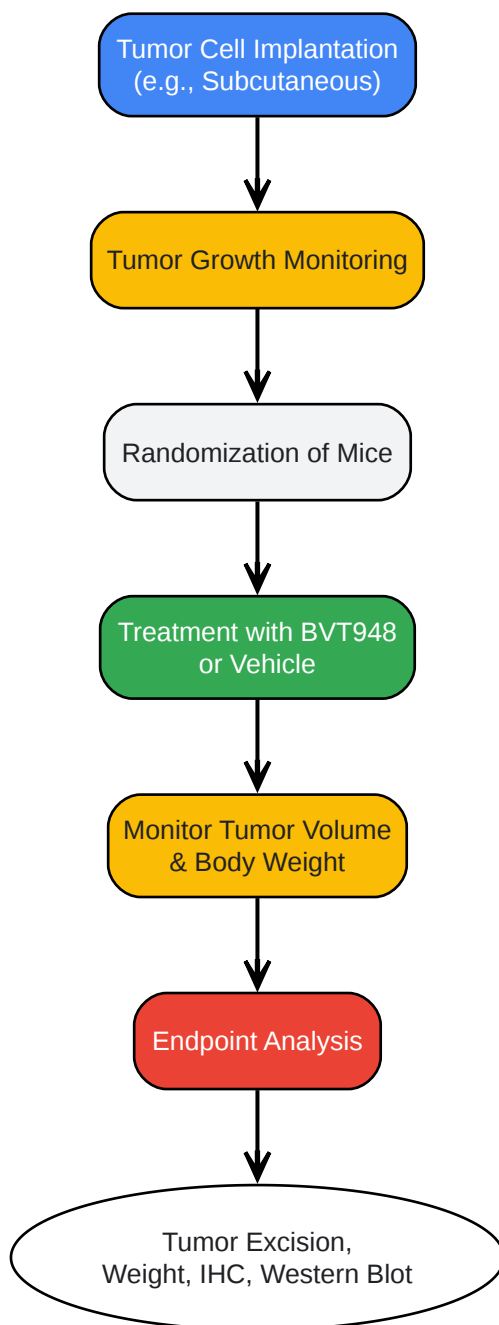 Tumor Cell Implantation
(e.g., Subcutaneous)
Tumor Growth Monitoring
Randomization of Mice
Treatment with BVT948
or Vehicle
Monitor Tumor Volume
& Body Weight
Endpoint Analysis
Tumor Excision,
Weight, IHC, Western Blot